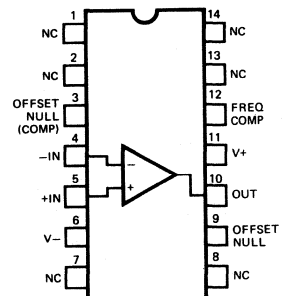 1
NC
2
NC
3
OFFSET
NULL
(COMP)
4
−IN
5
+IN
6
V−
7
NC
−
+
14
NC
13
NC
12
FREQ
COMP
11
V+
10
OUT
9
OFFSET
NULL
8
NC